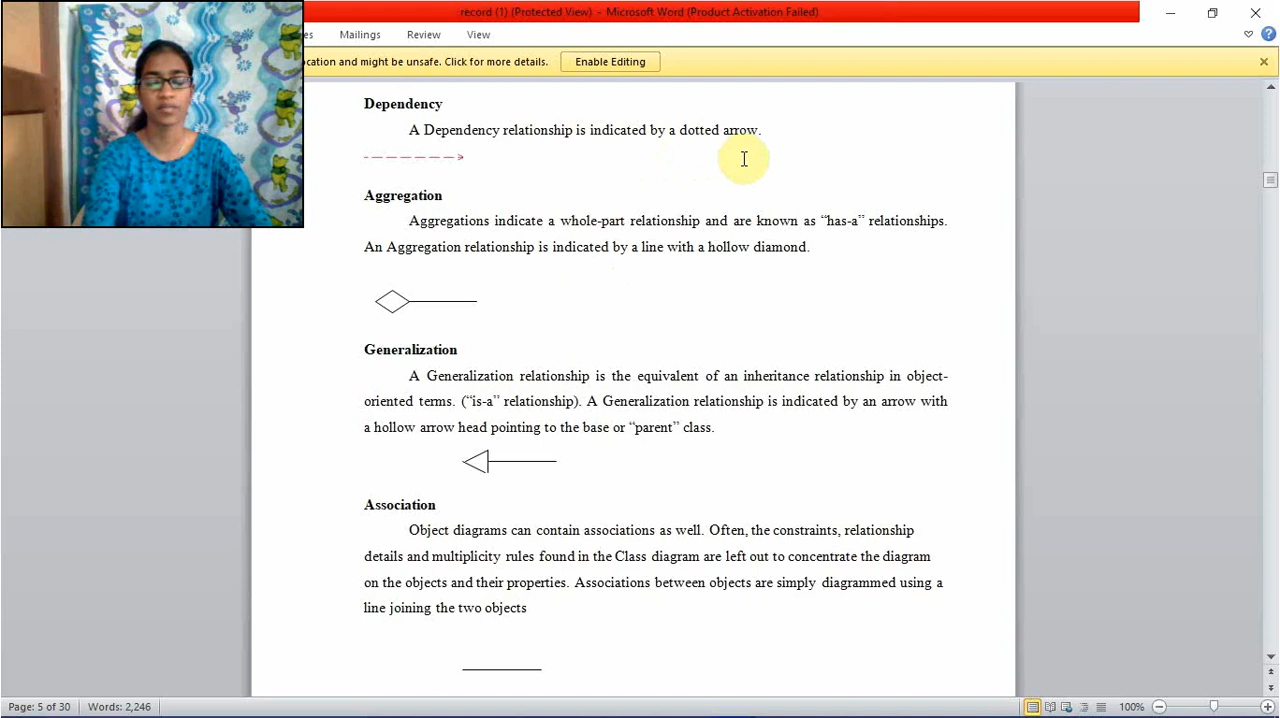 record (1) (Protected View) - Microsoft Word (Product Activation Failed)
Mailings Review View
ocation and might be unsafe. Click for more details. Enable Editing
Dependency
A Dependency relationship is indicated by a dotted arrow.
Aggregation
Aggregations indicate a whole-part relationship and are known as “has-a” relationships.
An Aggregation relationship is indicated by a line with a hollow diamond.
Generalization
A Generalization relationship is the equivalent of an inheritance relationship in object-
oriented terms. (“is-a” relationship). A Generalization relationship is indicated by an arrow with
a hollow arrow head pointing to the base or “parent” class.
Association
Object diagrams can contain associations as well. Often, the constraints, relationship
details and multiplicity rules found in the Class diagram are left out to concentrate the diagram
on the objects and their properties. Associations between objects are simply diagrammed using a
line joining the two objects
Page: 5 of 30 Words: 2,246 100%